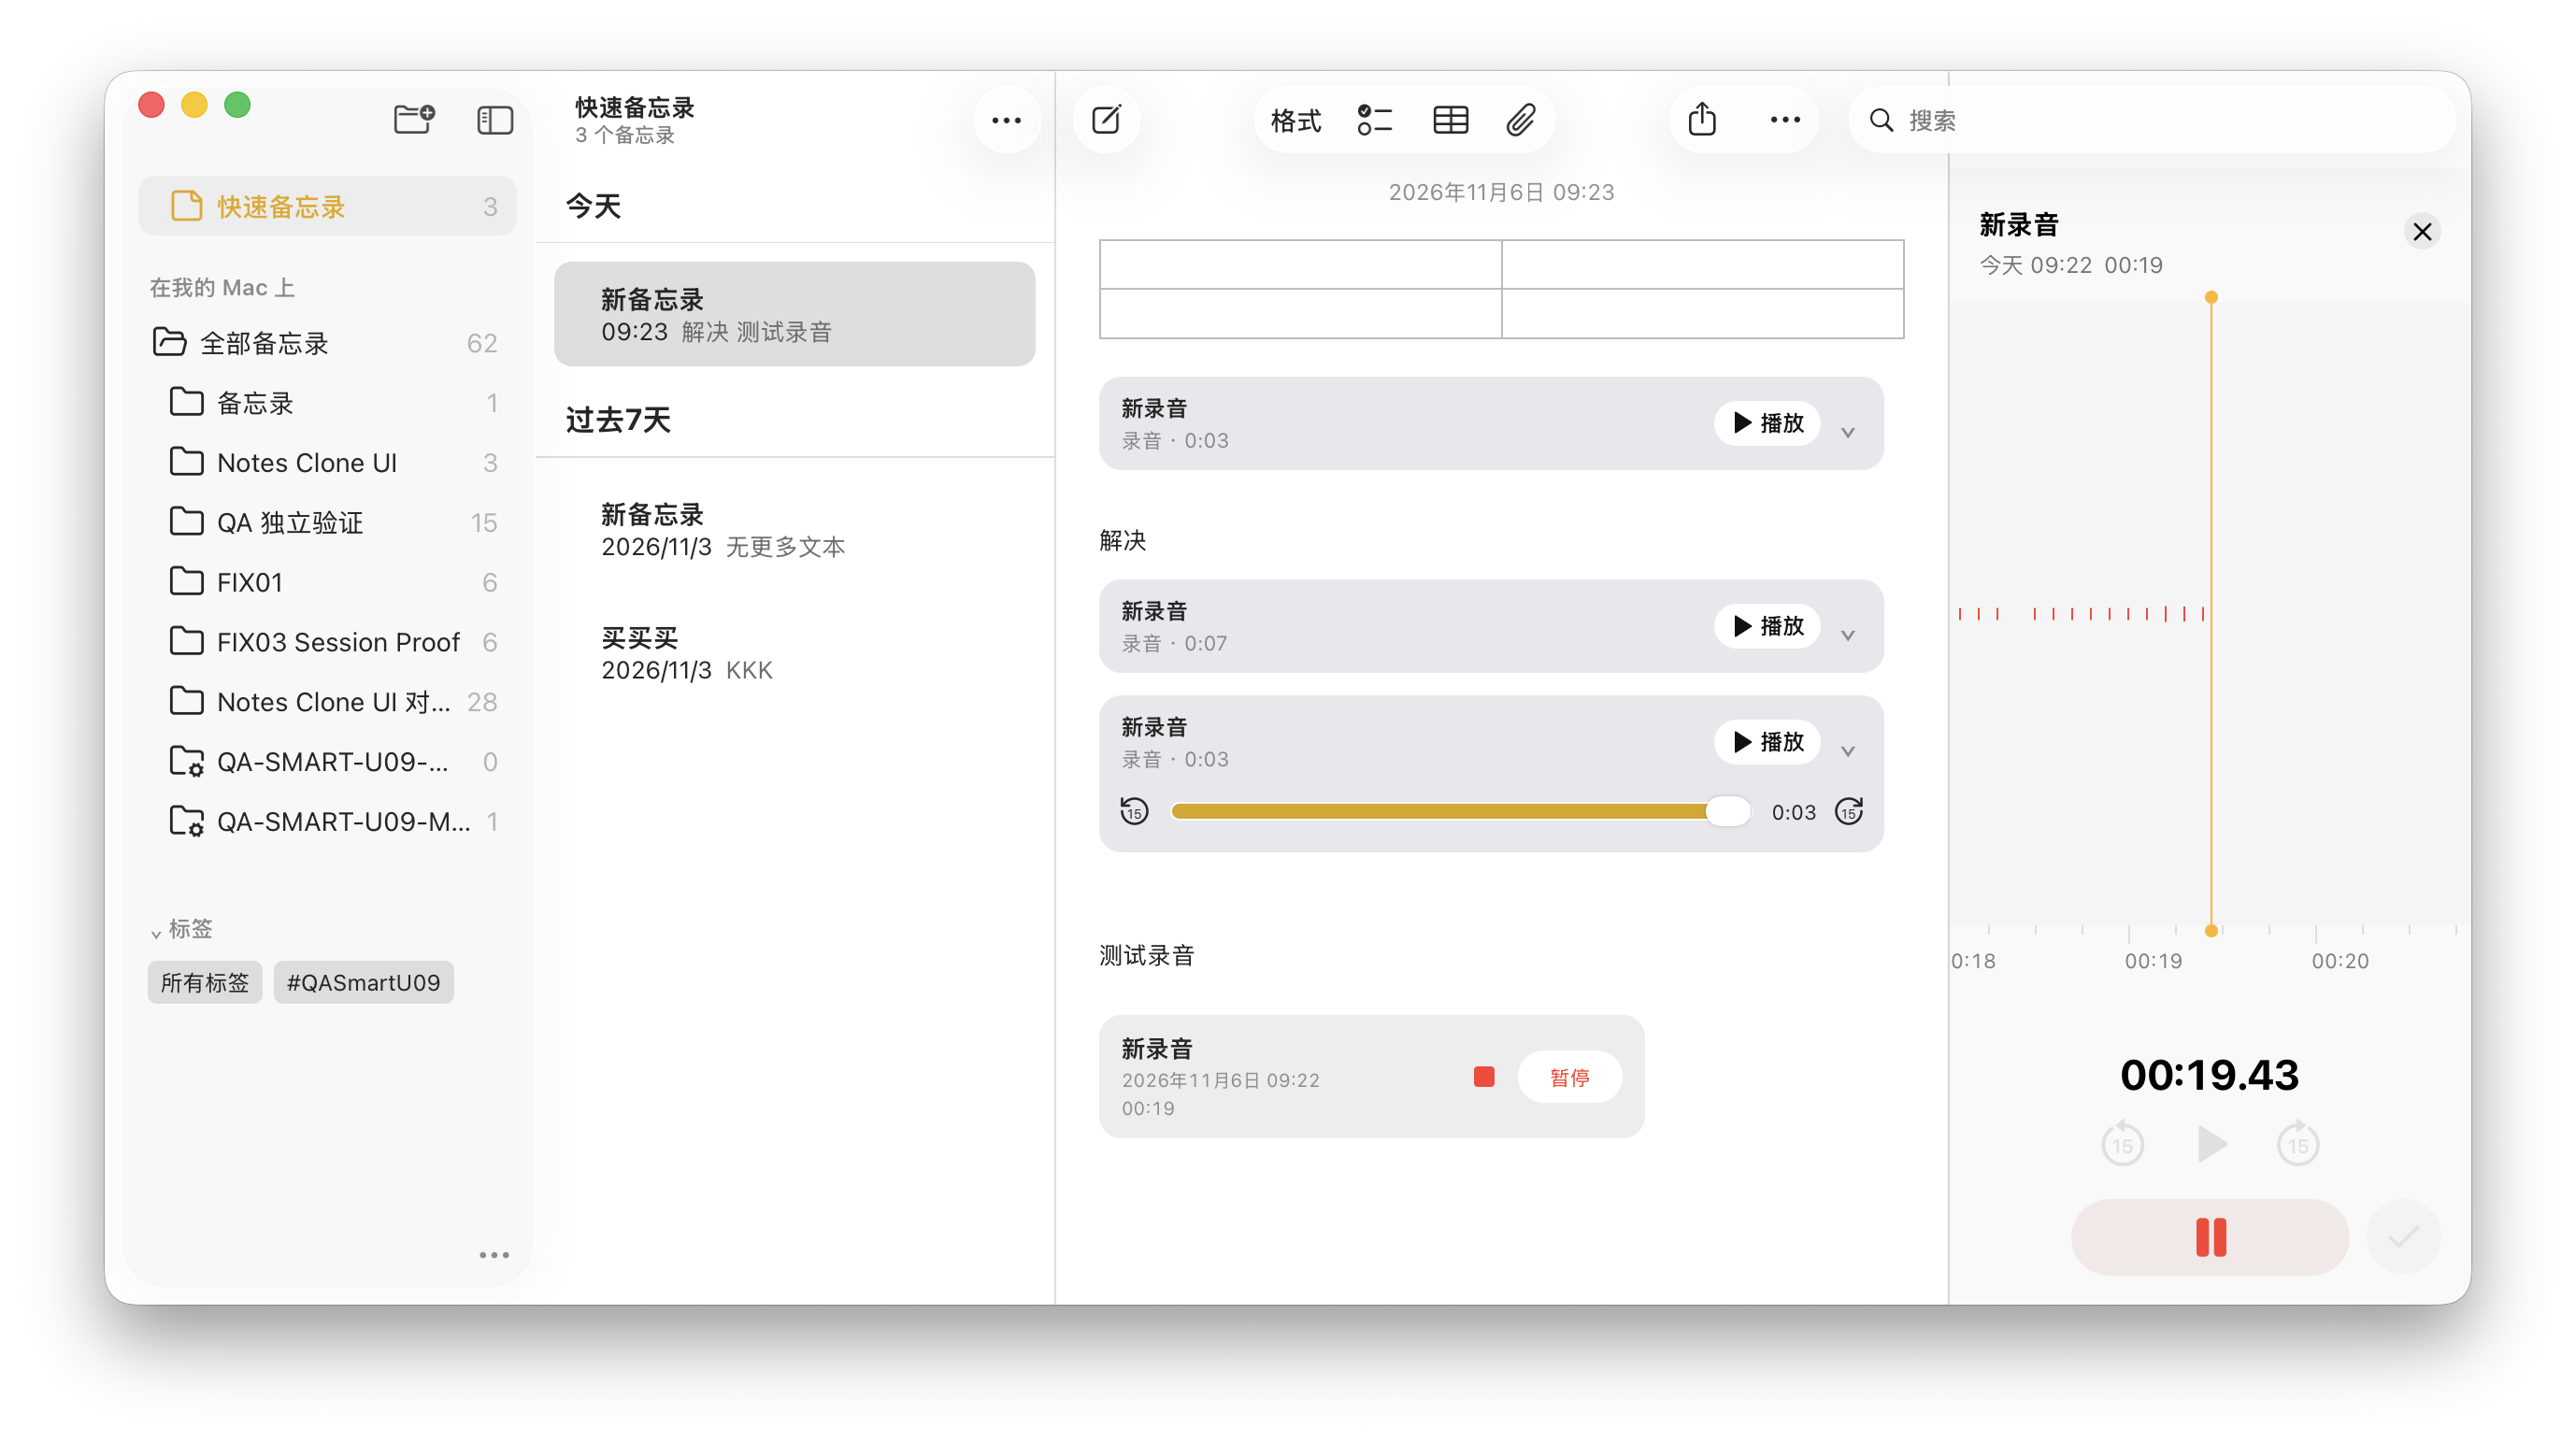 快速备忘录 3
在我的 Mac 上
全部备忘录 62
备忘录 1
Notes Clone UI 3
QA 独立验证 15
FIX01 6
FIX03 Session Proof 6
Notes Clone UI 对... 28
QA-SMART-U09-... 0
QA-SMART-U09-M... 1
标签
所有标签 #QASmartU09
快速备忘录
3 个备忘录
今天
新备忘录
09:23 解决 测试录音
过去7天
新备忘录
2026/11/3 无更多文本
买买买
2026/11/3 KKK
格式
搜索
2026年11月6日 09:23
新录音
录音 · 0:03
播放
解决
新录音
录音 · 0:07
播放
新录音
录音 · 0:03
播放
15 0:03 15
测试录音
新录音
2026年11月6日 09:22
00:19
暂停
新录音
今天 09:22 00:19
0:18 00:19 00:20
00:19.43
15 15